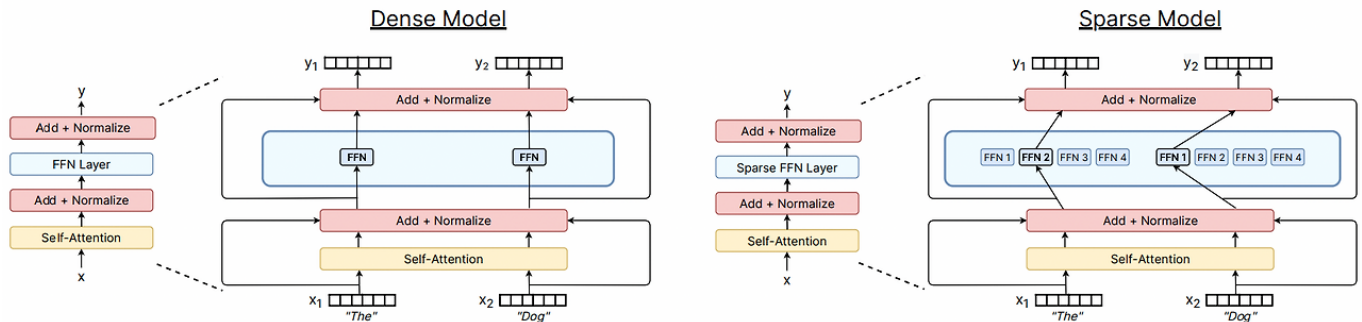 Dense Model
y
Add + Normalize
FFN Layer
Add + Normalize
Self-Attention
x
y1 y2
Add + Normalize
FFN FFN
Add + Normalize
Self-Attention
x1 x2
"The" "Dog"
Sparse Model
y
Add + Normalize
Sparse FFN Layer
Add + Normalize
Self-Attention
x
y1 y2
Add + Normalize
FFN 1 FFN 2 FFN 3 FFN 4 FFN 1 FFN 2 FFN 3 FFN 4
Add + Normalize
Self-Attention
x1 x2
"The" "Dog"